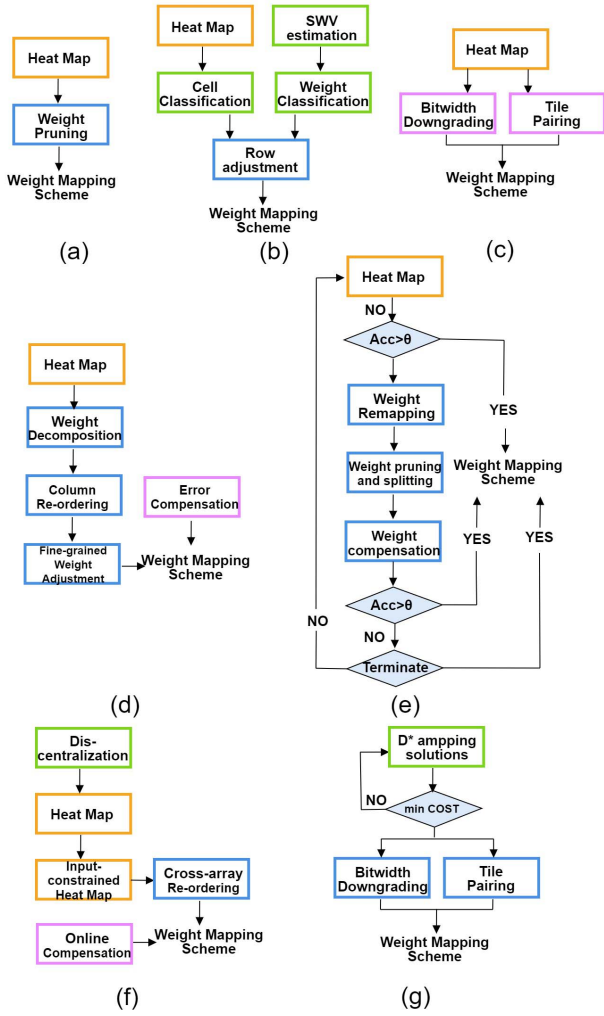 Heat Map
Weight
Pruning
Weight Mapping
Scheme
(a)
Heat Map
SWV
estimation
Cell
Classification
Weight
Classification
Row
adjustment
Weight Mapping
Scheme
(b)
Heat Map
Bitwidth
Downgrading
Tile
Pairing
Weight Mapping
Scheme
(c)
Heat Map
Weight
Decomposition
Column
Re-ordering
Error
Compensation
Fine-grained
Weight
Adjustment
Weight Mapping
Scheme
(d)
Heat Map
NO
Acc>θ
YES
Weight
Remapping
Weight pruning
and splitting
Weight Mapping
Scheme
Weight
compensation
YES
YES
Acc>θ
NO
NO
Terminate
(e)
Dis-
centralization
Heat Map
Input-
constrained
Heat Map
Cross-array
Re-ordering
Online
Compensation
Weight Mapping
Scheme
(f)
D* ampping
solutions
NO
min COST
Bitwidth
Downgrading
Tile
Pairing
Weight Mapping
Scheme
(g)